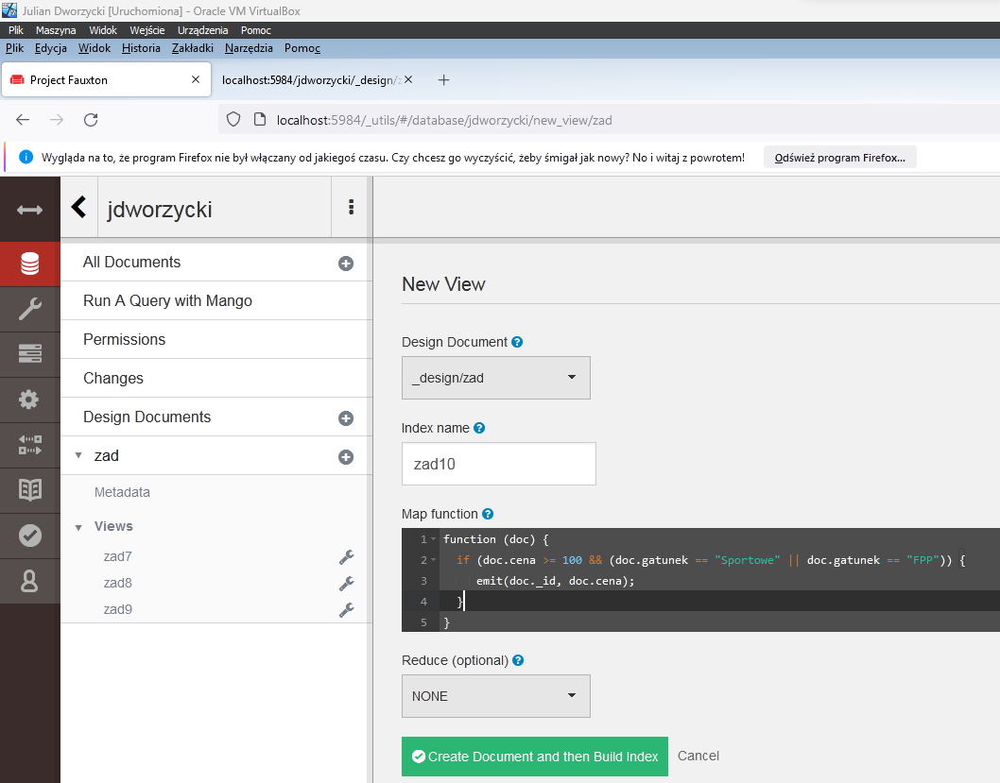 Julian Dworzycki [Uruchomiona] - Oracle VM VirtualBox
Plik Maszyna Widok Wejście Urządzenia Pomoc
Plik Edycja Widok Historia Zakładki Narzędzia Pomoc
Project Fauxton localhost:5984/jdworzycki/_design/z
localhost:5984/_utils/#/database/jdworzycki/new_view/zad
Wygląda na to, że program Firefox nie był włączany od jakiegoś czasu. Czy chcesz go wyczyścić, żeby śmigał jak nowy? No i witaj z powrotem! Odśwież program Firefox...
jdworzycki
All Documents
Run A Query with Mango
Permissions
Changes
Design Documents
zad
Metadata
Views
zad7
zad8
zad9
New View
Design Document
_design/zad
Index name
zad10
Map function
1 function (doc) {
2 if (doc.cena >= 100 && (doc.gatunek == "Sportowe" || doc.gatunek == "FPP")) {
3 emit(doc._id, doc.cena);
4 }
5 }
Reduce (optional)
NONE
Create Document and then Build Index Cancel